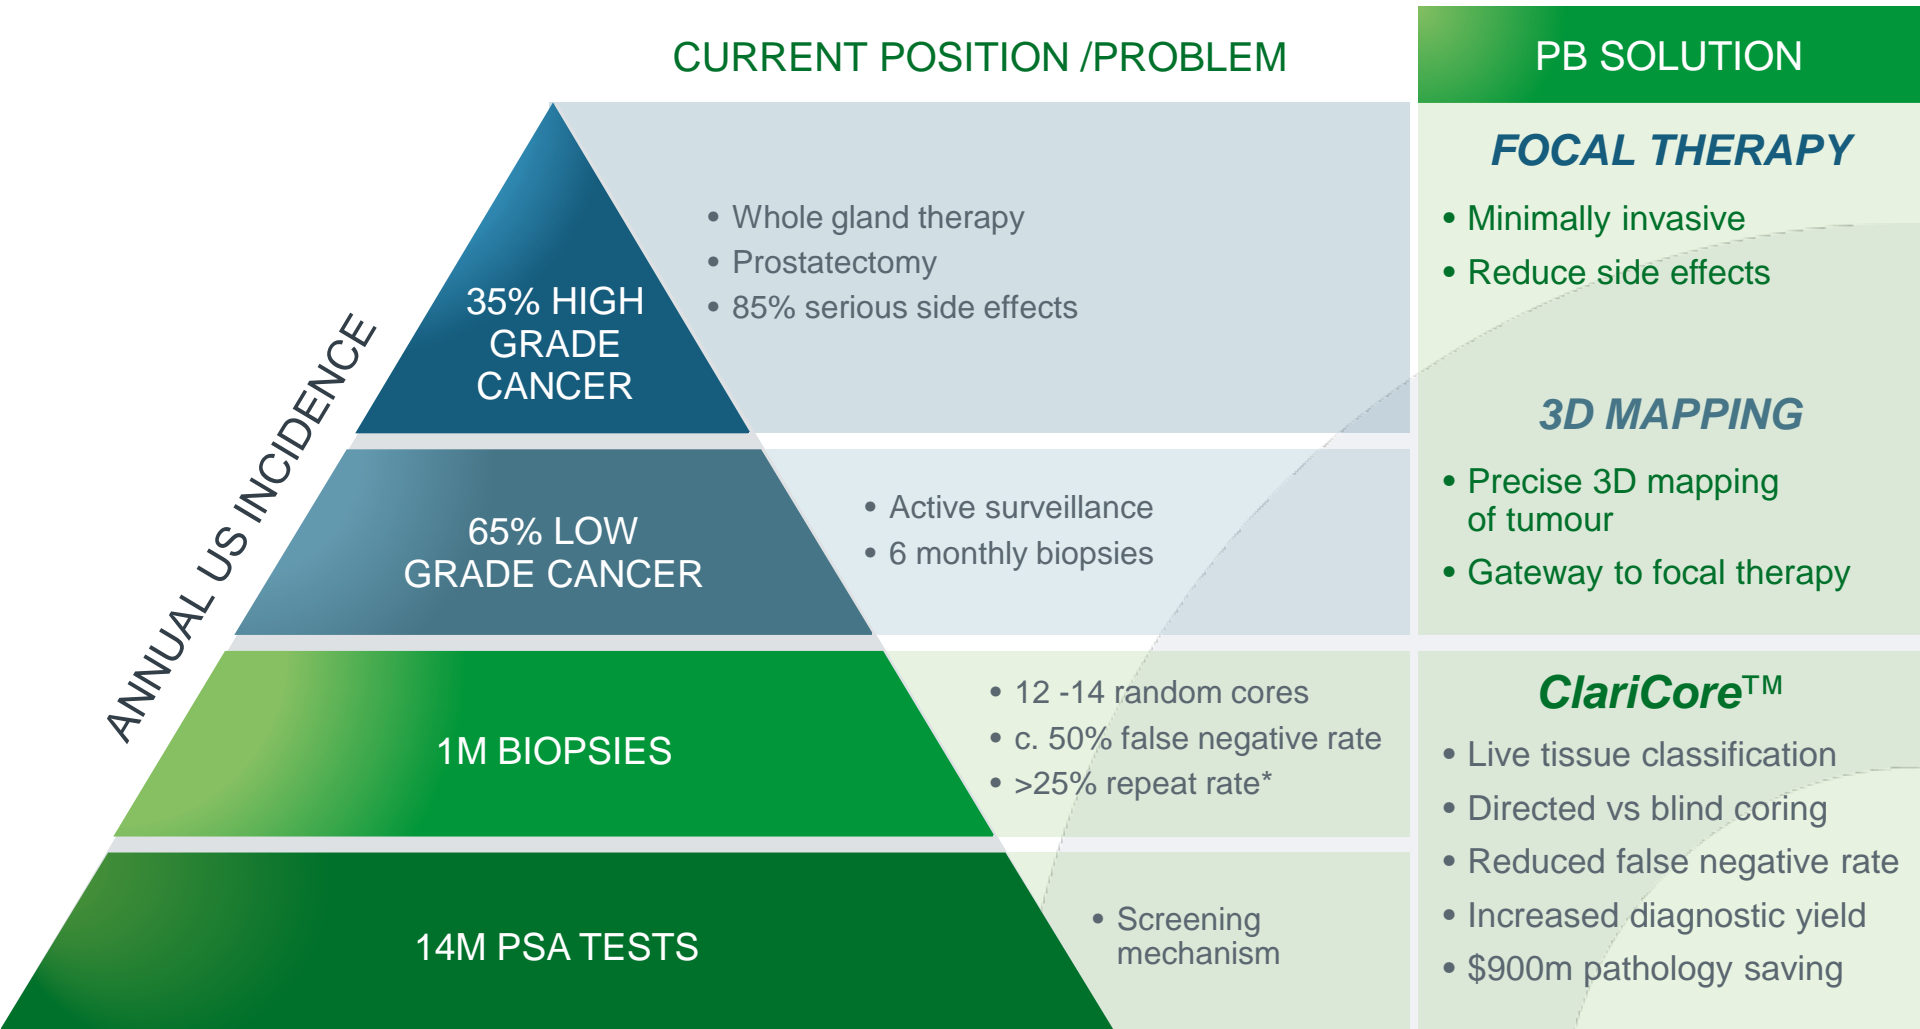 CURRENT POSITION /PROBLEM
PB SOLUTION
ANNUAL US INCIDENCE
35% HIGH
GRADE
CANCER
• Whole gland therapy
• Prostatectomy
• 85% serious side effects
65% LOW
GRADE CANCER
• Active surveillance
• 6 monthly biopsies
1M BIOPSIES
• 12 -14 random cores
• c. 50% false negative rate
• >25% repeat rate*
14M PSA TESTS
• Screening
mechanism
FOCAL THERAPY
• Minimally invasive
• Reduce side effects
3D MAPPING
• Precise 3D mapping
of tumour
• Gateway to focal therapy
ClariCore™
• Live tissue classification
• Directed vs blind coring
• Reduced false negative rate
• Increased diagnostic yield
• $900m pathology saving